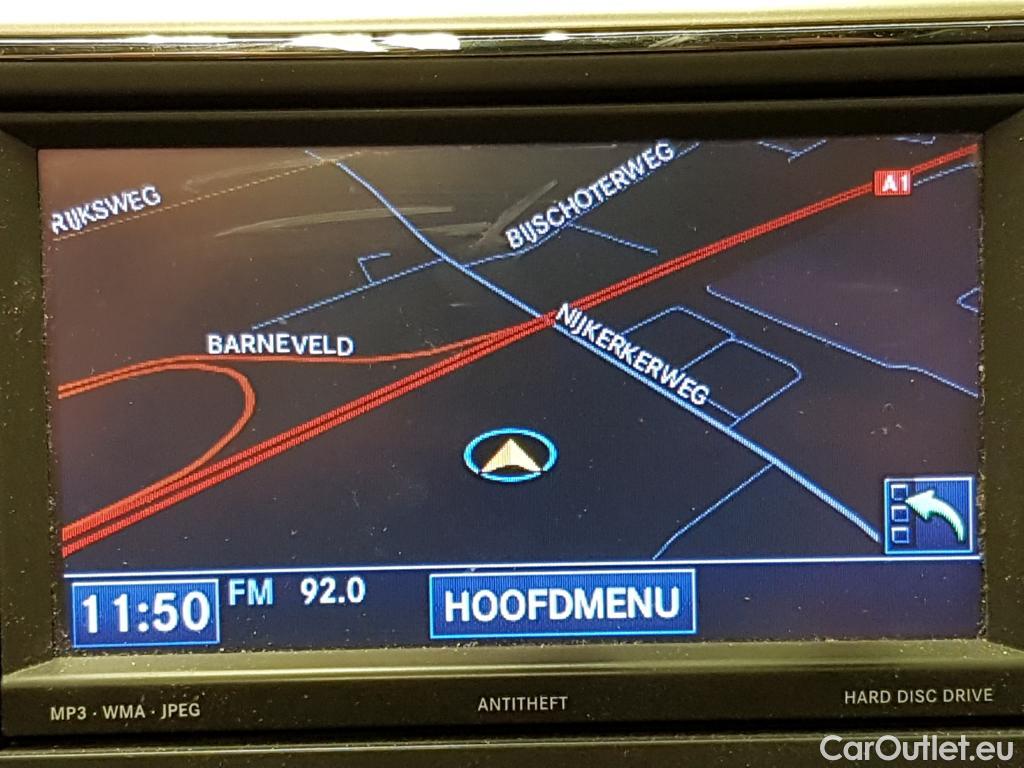 RIJKSWEG
BIJSCHOTERWEG
A1
BARNEVELD
NIJKERKERWEG
11:50 FM 92.0 HOOFDMENU
MP3 · WMA · JPEG ANTITHEFT HARD DISC DRIVE
CarOutlet.eu